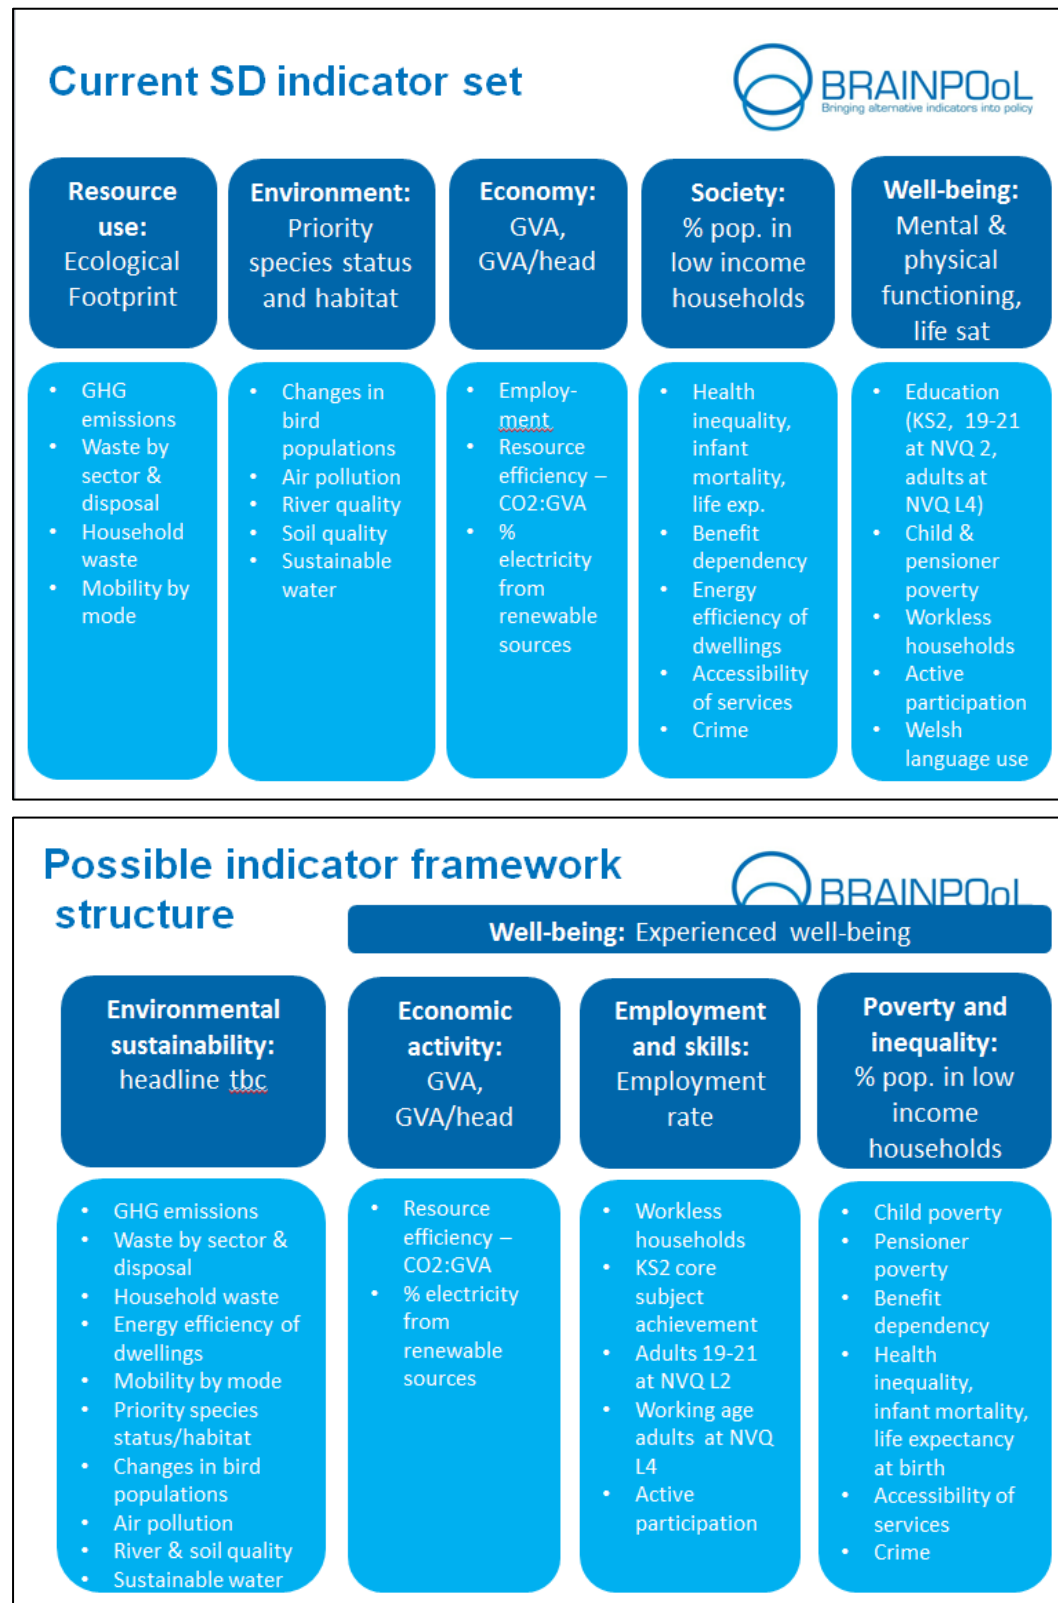 Current SD indicator set
BRAINPOoL
Bringing alternative indicators into policy
Resource
use:
Ecological
Footprint
• GHG
emissions
• Waste by
sector &
disposal
• Household
waste
• Mobility by
mode
Environment:
Priority
species status
and habitat
• Changes in
bird
populations
• Air pollution
• River quality
• Soil quality
• Sustainable
water
Economy:
GVA,
GVA/head
• Employ-
ment
• Resource
efficiency –
CO2:GVA
• %
electricity
from
renewable
sources
Society:
% pop. in
low income
households
• Health
inequality,
infant
mortality,
life exp.
• Benefit
dependency
• Energy
efficiency of
dwellings
• Accessibility
of services
• Crime
Well-being:
Mental &
physical
functioning,
life sat
• Education
(KS2, 19-21
at NVQ 2,
adults at
NVQ L4)
• Child &
pensioner
poverty
• Workless
households
• Active
participation
• Welsh
language use
Possible indicator framework
structure
BRAINPOoL
Well-being: Experienced well-being
Environmental
sustainability:
headline tbc
• GHG emissions
• Waste by sector &
disposal
• Household waste
• Energy efficiency of
dwellings
• Mobility by mode
• Priority species
status/habitat
• Changes in bird
populations
• Air pollution
• River & soil quality
• Sustainable water
Economic
activity:
GVA,
GVA/head
• Resource
efficiency –
CO2:GVA
• % electricity
from
renewable
sources
Employment
and skills:
Employment
rate
• Workless
households
• KS2 core
subject
achievement
• Adults 19-21
at NVQ L2
• Working age
adults at NVQ
L4
• Active
participation
Poverty and
inequality:
% pop. in low
income
households
• Child poverty
• Pensioner
poverty
• Benefit
dependency
• Health
inequality,
infant mortality,
life expectancy
at birth
• Accessibility of
services
• Crime